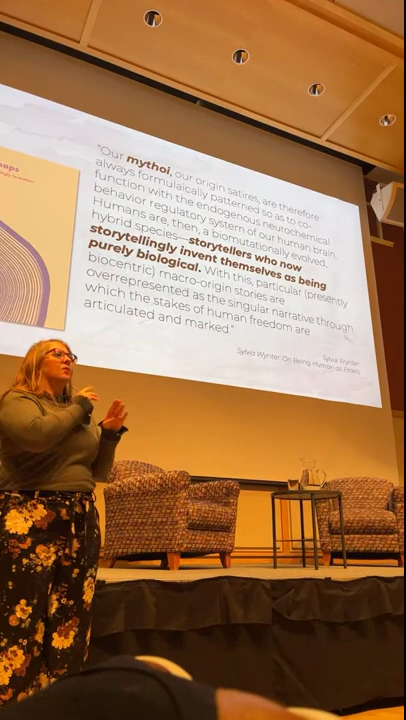 "Our mythoi, our origin satires, are therefore
always formulaically patterned so as to co-
function with the endogenous neurochemical
behavior regulatory system of our human brain.
Humans are, then, a biomutationally evolved,
hybrid species—storytellers who now
storytellingly invent themselves as being
purely biological. With this, particular (presently
biocentric) macro-origin stories are
overrepresented as the singular narrative through
which the stakes of human freedom are
articulated and marked."
Sylvia Wynter
Sylvia Wynter: On Being Human as Praxis